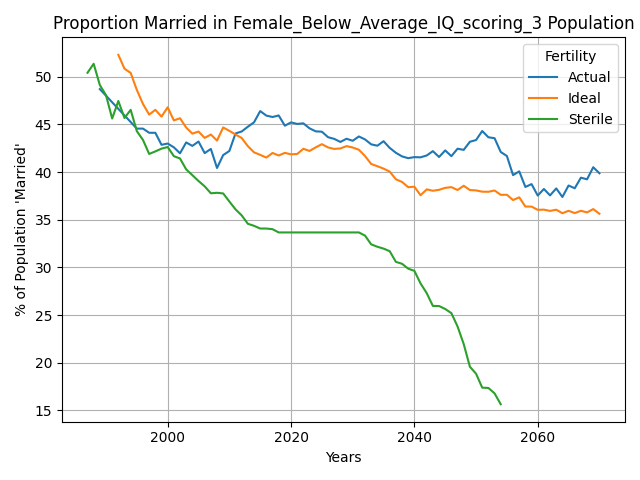 Proportion Married in Female_Below_Average_IQ_scoring_3 Population
Fertility
Actual
Ideal
Sterile
% of Population 'Married'
50
45
40
35
30
25
20
15
2000
2020
2040
2060
Years